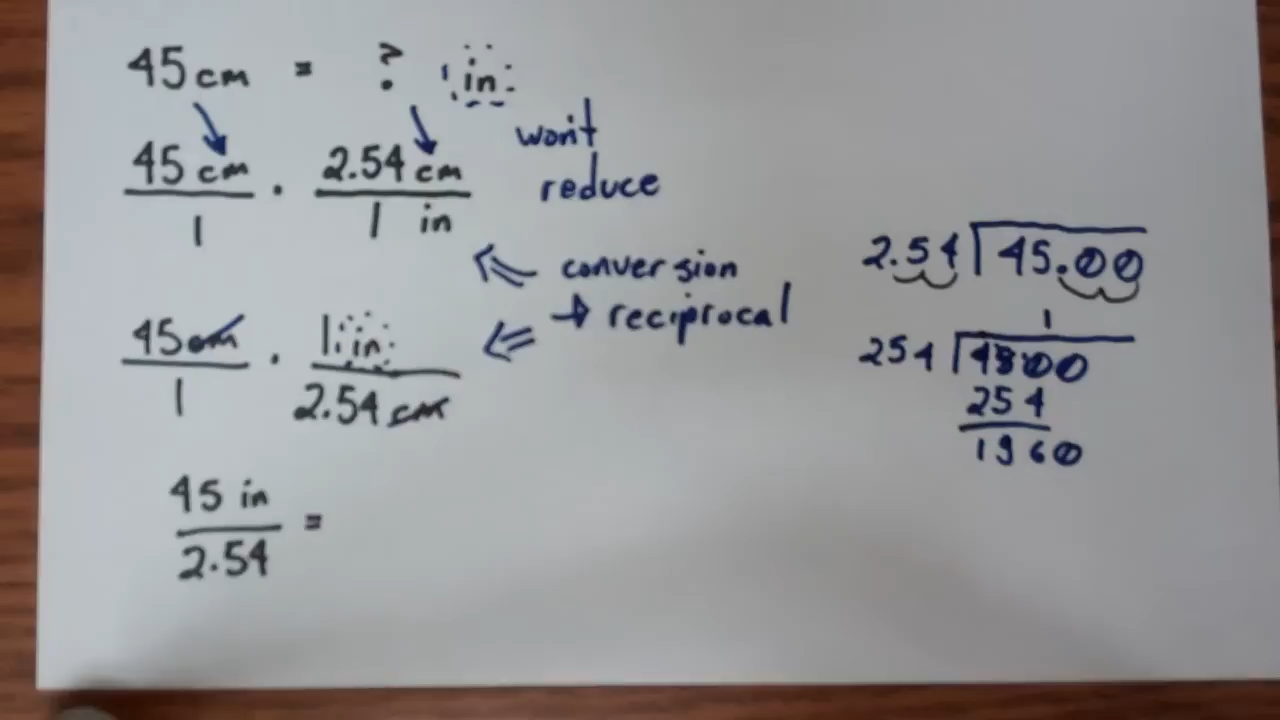 45 cm = ? in
45 cm / 1 · 2.54 cm / 1 in
won't
reduce
conversion
→ reciprocal
45 cm / 1 · 1 in / 2.54 cm
45 in / 2.54 =
2.54 ) 45.00
1
254 ) 4500
254
1960